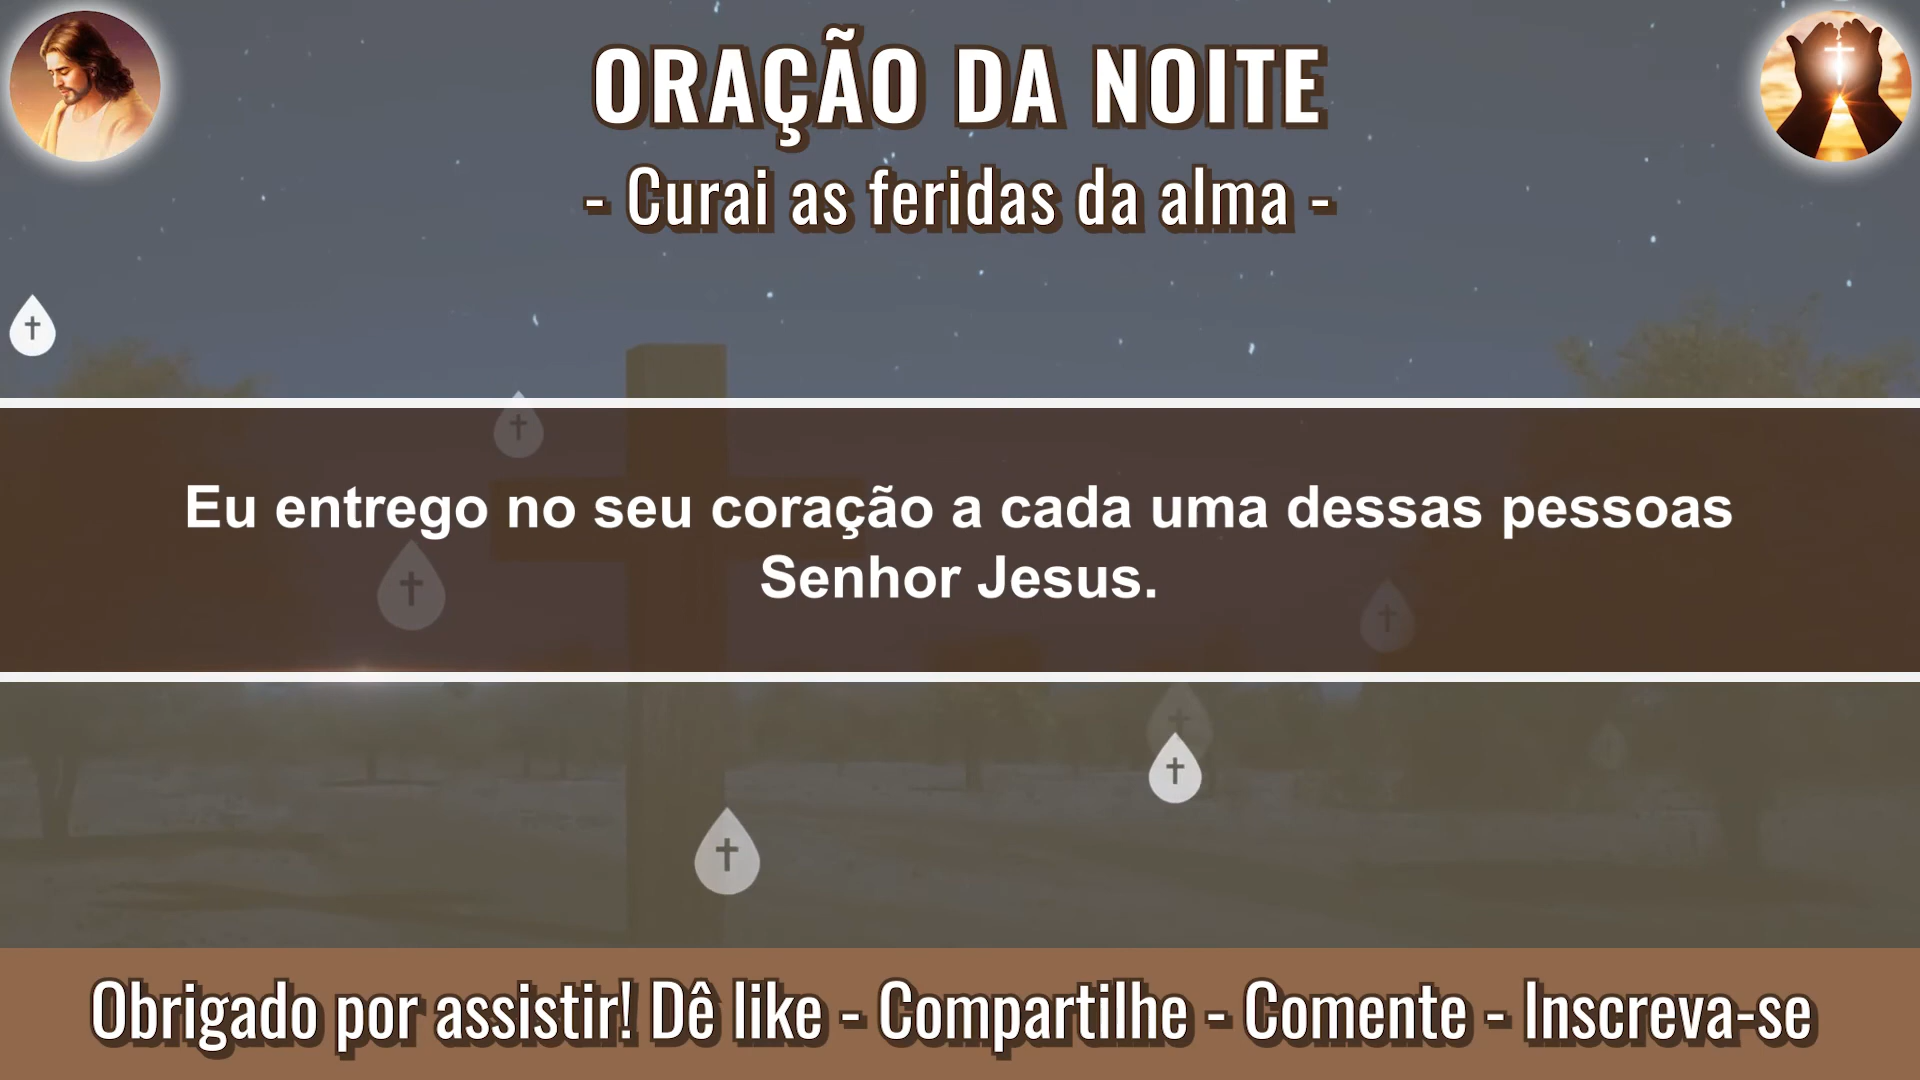 ORAÇÃO DA NOITE
- Curai as feridas da alma -
Eu entrego no seu coração a cada uma dessas pessoas
Senhor Jesus.
Obrigado por assistir! Dê like - Compartilhe - Comente - Inscreva-se